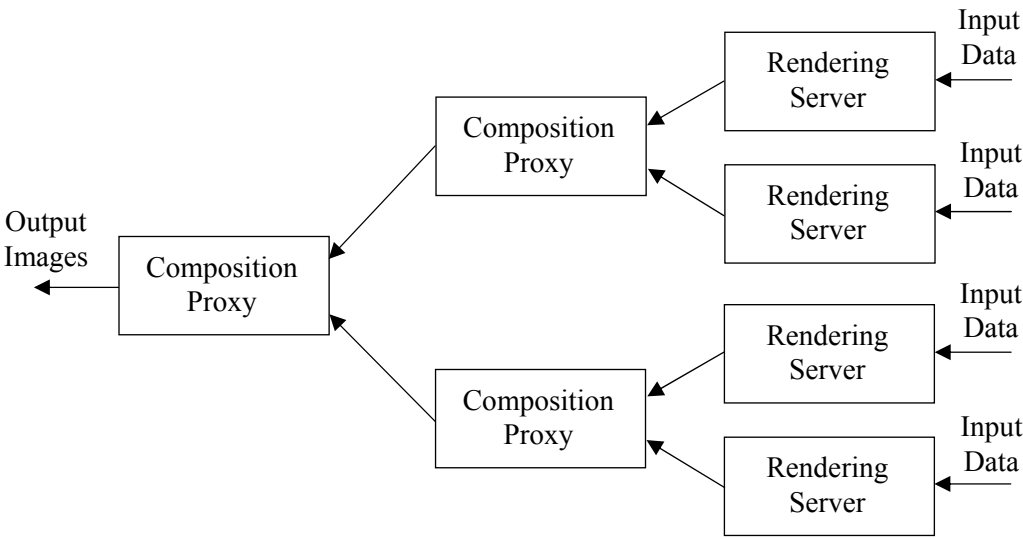 Input
Data
Rendering
Server
Composition
Proxy
Input
Data
Rendering
Server
Output
Images
Composition
Proxy
Input
Data
Rendering
Server
Composition
Proxy
Input
Data
Rendering
Server